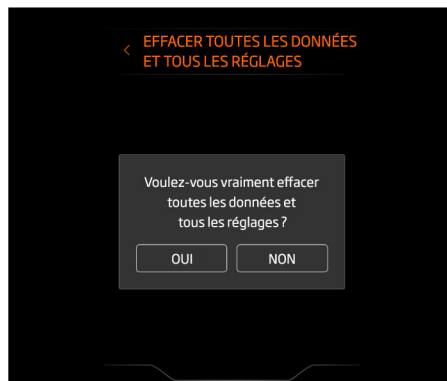 EFFACER TOUTES LES DONNÉES
ET TOUS LES RÉGLAGES
Voulez-vous vraiment effacer
toutes les données et
tous les réglages ?
OUI
NON